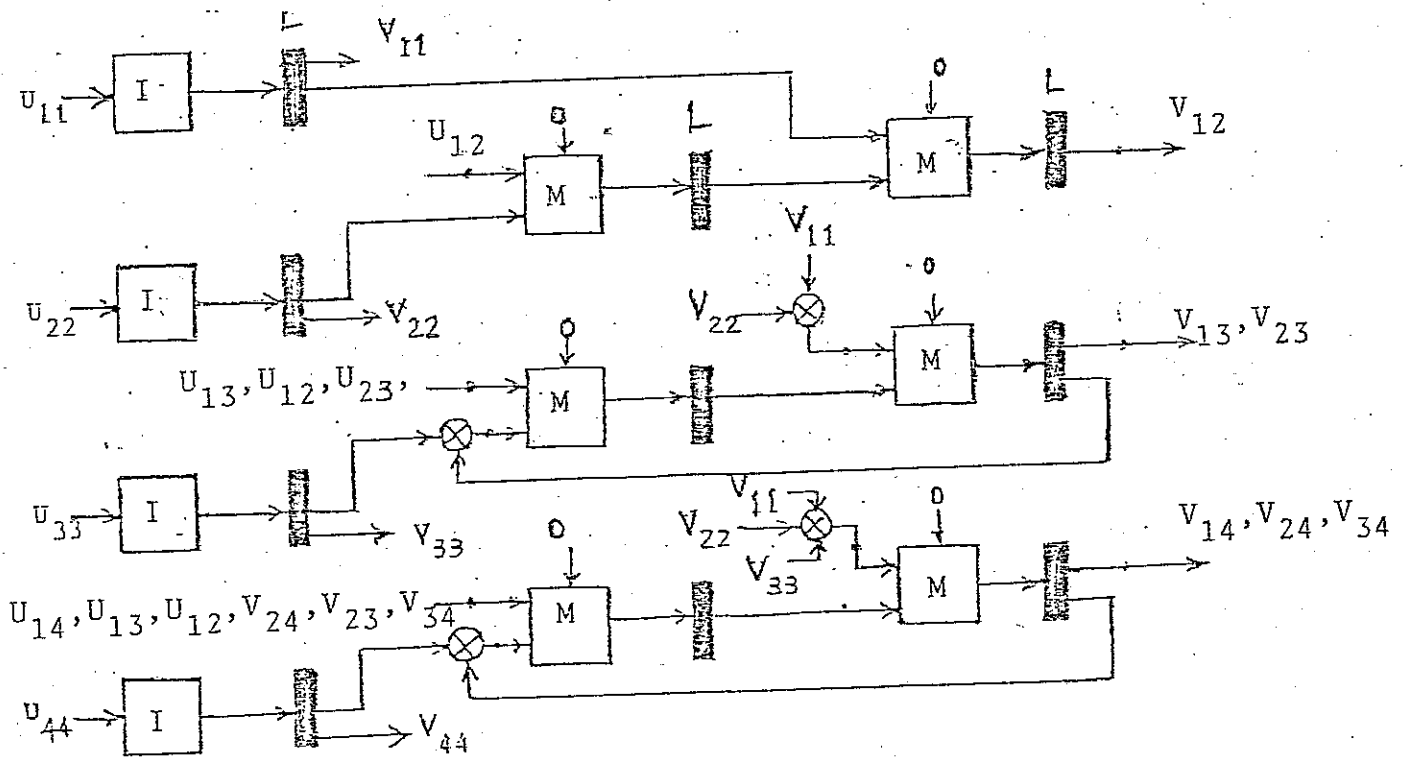 L
V11
I
U11
0
L
V12
0
L
U12
M
M
V11
I
U22
V22
0
V22
V13,V23
0
M
U13,U12,U23,
M
V11
0
I
U33
V33
0
V22
V14,V24,V34
V33
M
U14,U13,U12,V24,V23,V34
M
I
U44
V44